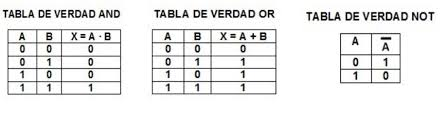 TABLA DE VERDAD AND
A B X = A · B
0 0 0
0 1 0
1 0 0
1 1 1
TABLA DE VERDAD OR
A B X = A + B
0 0 0
0 1 1
1 0 1
1 1 1
TABLA DE VERDAD NOT
A A̅
0 1
1 0